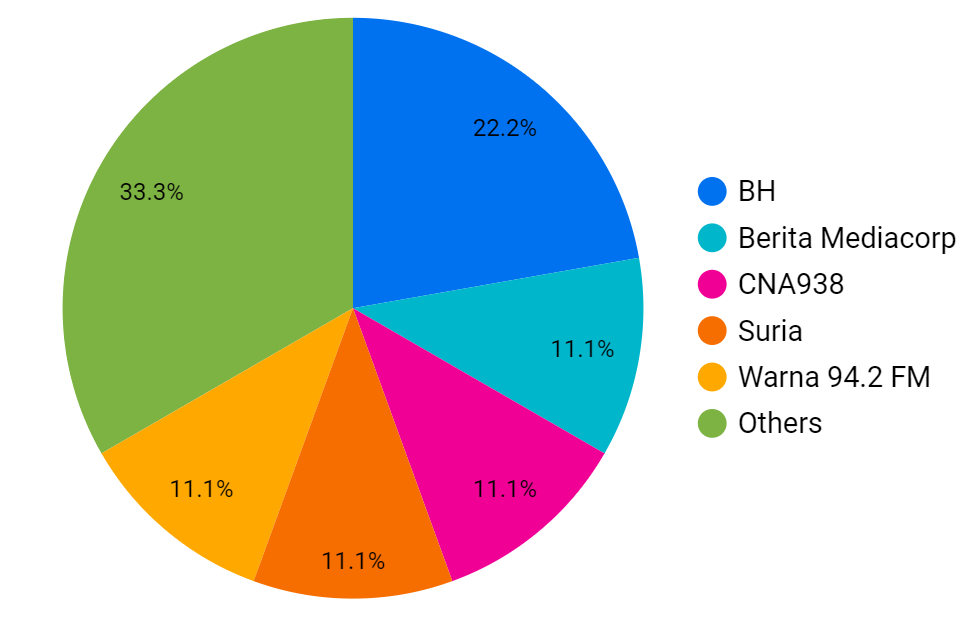 22.2%
33.3%
11.1%
11.1%
11.1%
11.1%
BH
Berita Mediacorp
CNA938
Suria
Warna 94.2 FM
Others